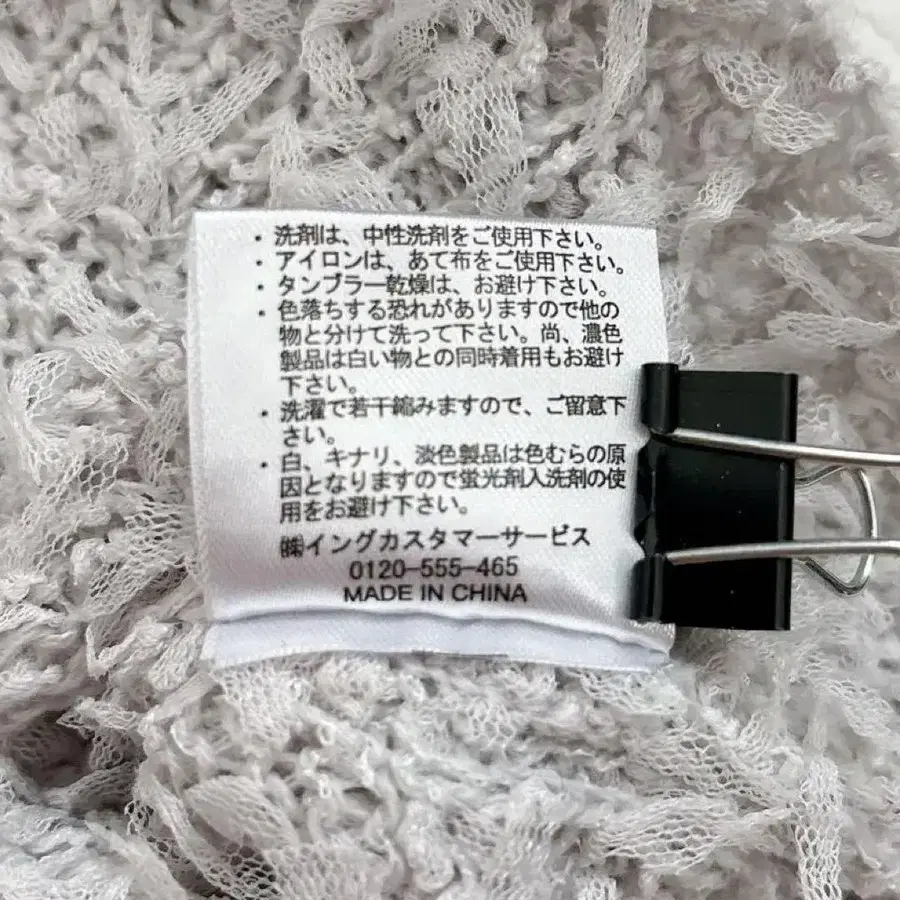 ・洗剤は、中性洗剤をご使用下さい。
・アイロンは、あて布をご使用下さい。
・タンブラー乾燥は、お避け下さい。
・色落ちする恐れがありますので他の
物と分けて洗って下さい。尚、濃色
製品は白い物との同時着用もお避け
下さい。
・洗濯で若干縮みますので、ご留意下
さい。
・白、キナリ、淡色製品は色むらの原
因となりますので蛍光剤入洗剤の使
用をお避け下さい。
㈱イングカスタマーサービス
0120-555-465
MADE IN CHINA